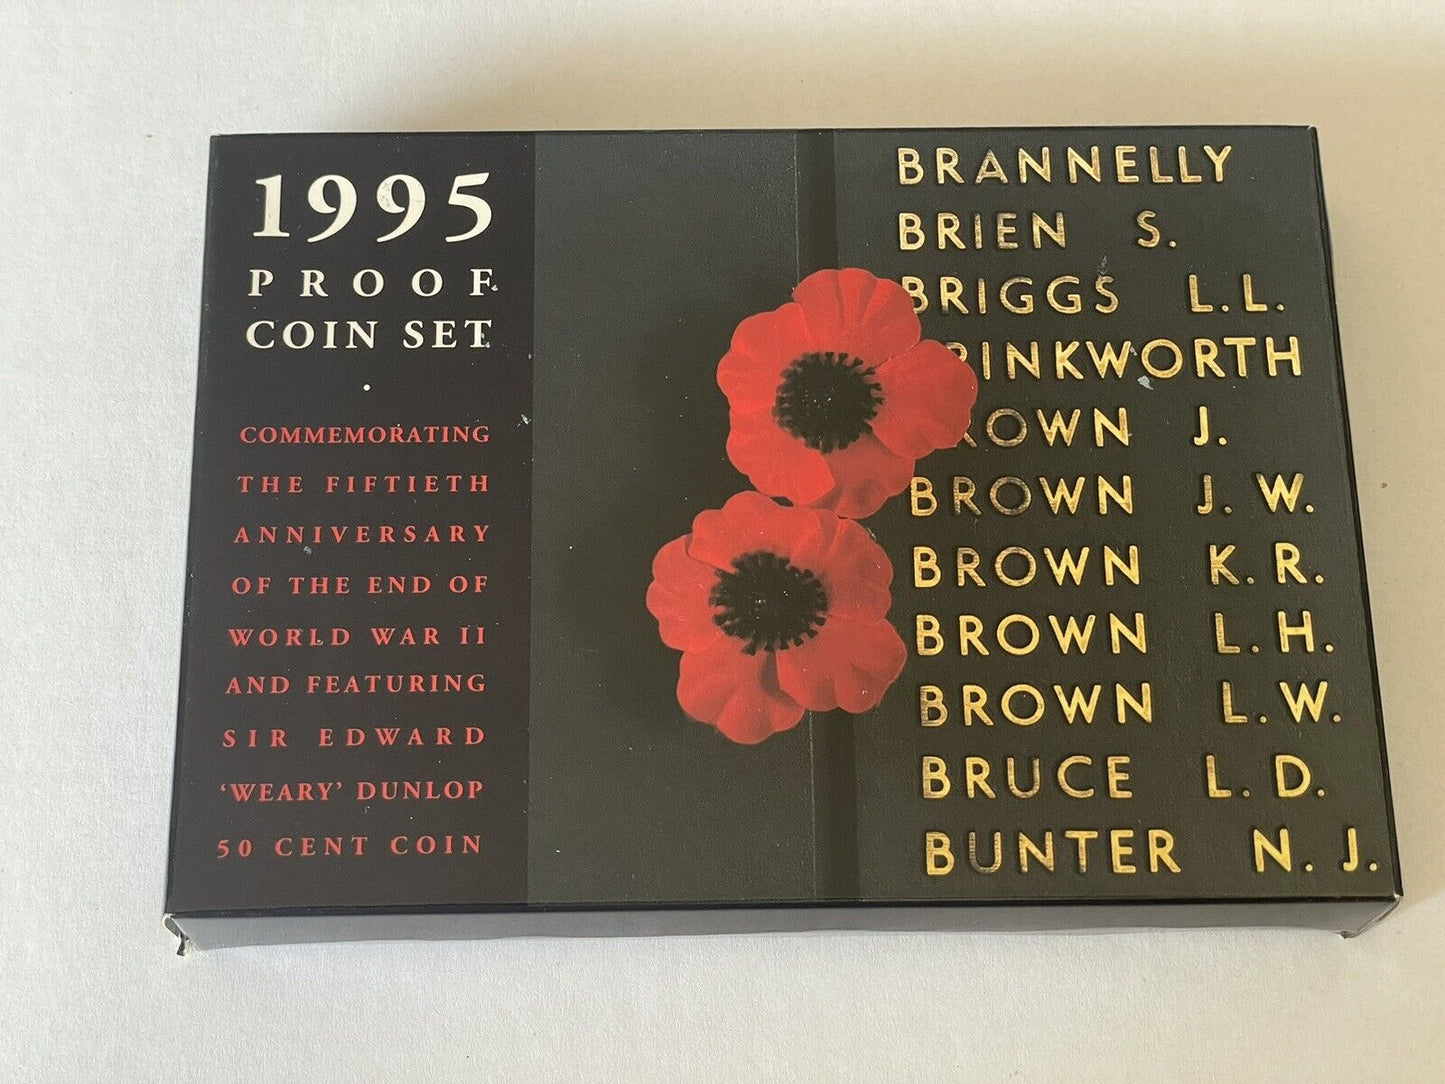 1995
PROOF
COIN SET
•
COMMEMORATING
THE FIFTIETH
ANNIVERSARY
OF THE END OF
WORLD WAR II
AND FEATURING
SIR EDWARD
‘WEARY’ DUNLOP
50 CENT COIN
BRANNELLY
BRIEN S.
BRIGGS L.L.
RINKWORTH
ROWN J.
BROWN J.W.
BROWN K.R.
BROWN L.H.
BROWN L.W.
BRUCE L.D.
BUNTER N.J.